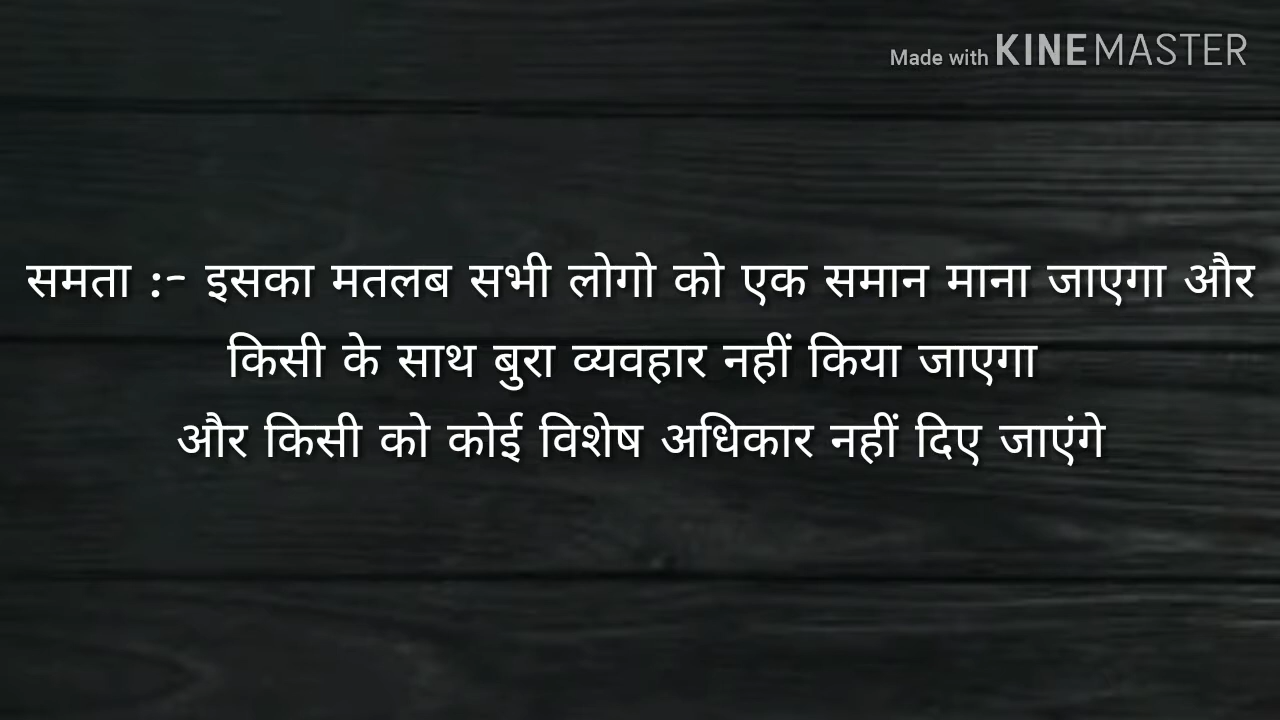 Made with KINEMASTER
समता :- इसका मतलब सभी लोगो को एक समान माना जाएगा और
किसी के साथ बुरा व्यवहार नहीं किया जाएगा
और किसी को कोई विशेष अधिकार नहीं दिए जाएंगे